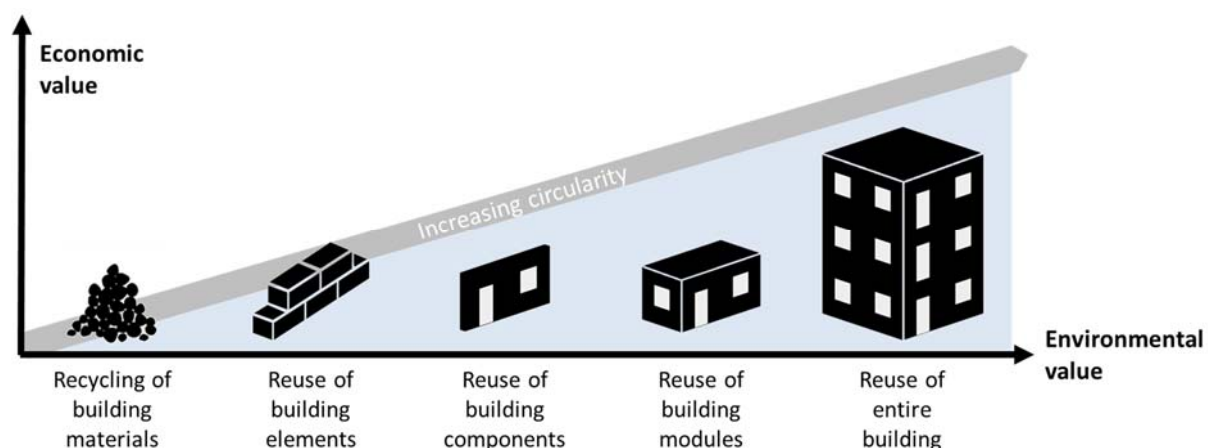 Economic
value
Increasing circularity
Environmental
value
Recycling of
building
materials
Reuse of
building
elements
Reuse of
building
components
Reuse of
building
modules
Reuse of
entire
building